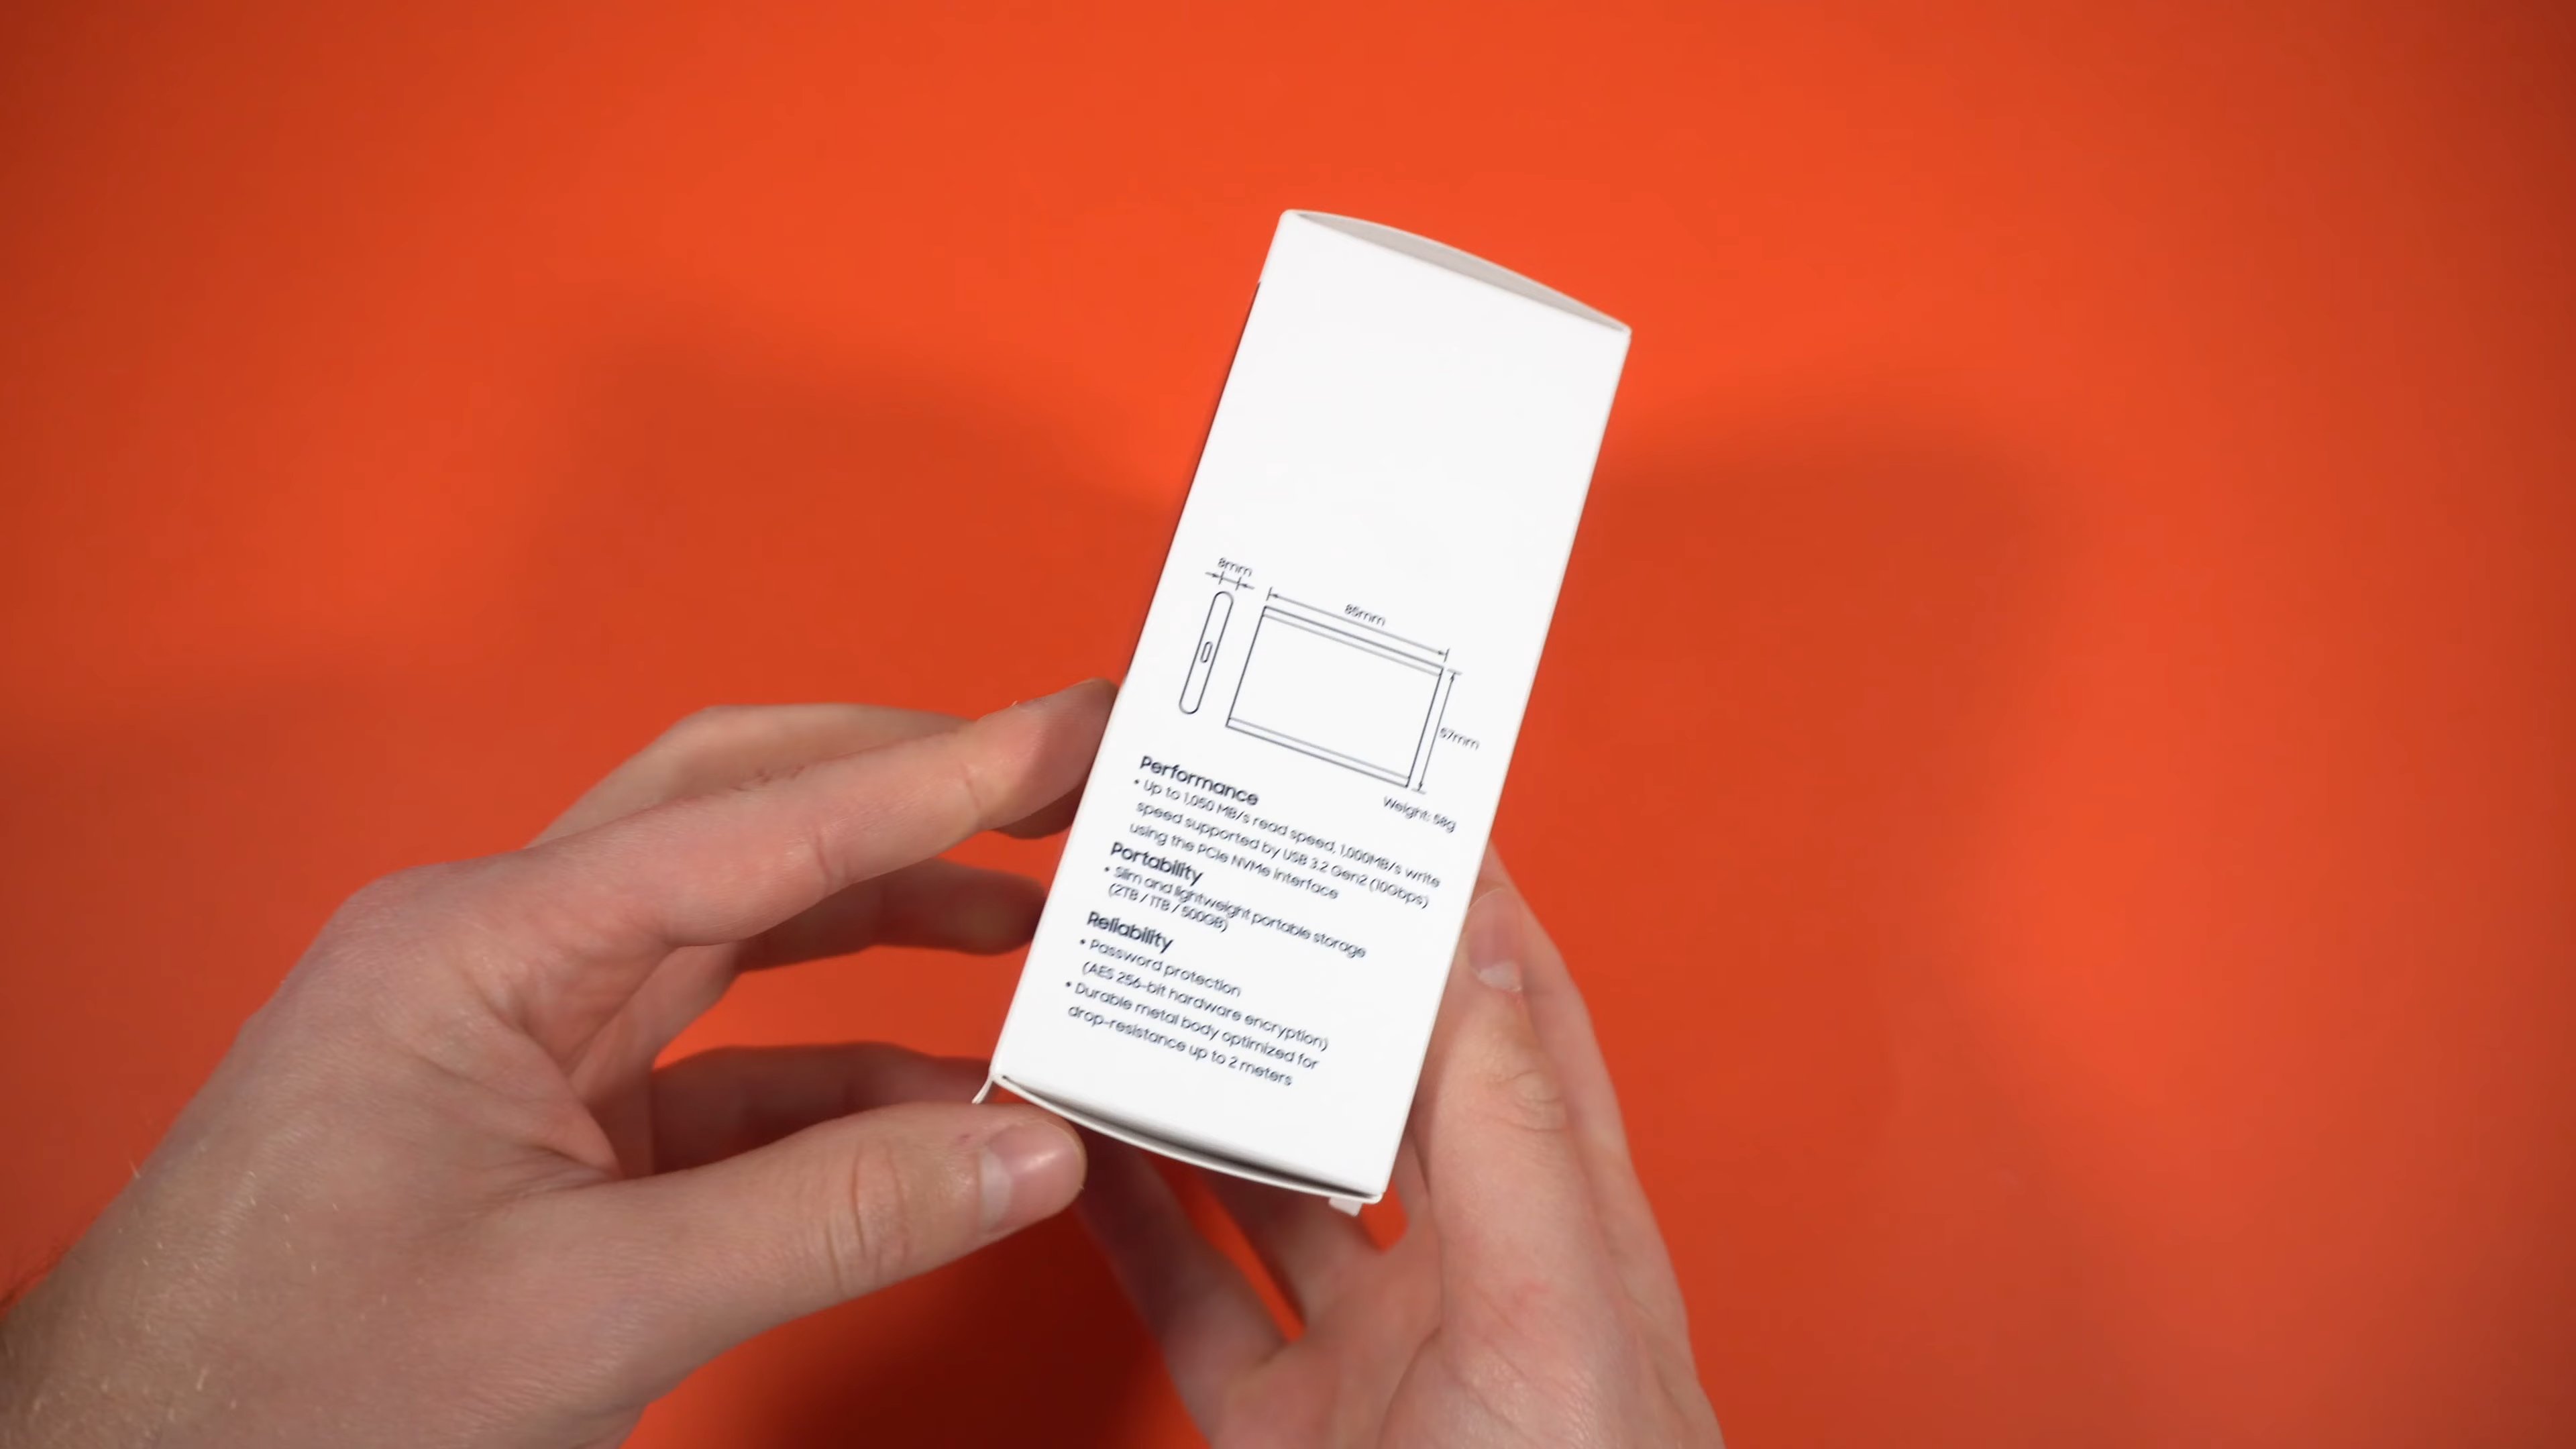 8mm
85mm
57mm
Weight: 58g
Performance
• Up to 1,050 MB/s read speed, 1,000MB/s write
speed supported by USB 3.2 Gen2 (10Gbps)
using the PCIe NVMe interface
Portability
• Slim and lightweight portable storage
(2TB / 1TB / 500GB)
Reliability
• Password protection
(AES 256-bit hardware encryption)
• Durable metal body optimized for
drop-resistance up to 2 meters